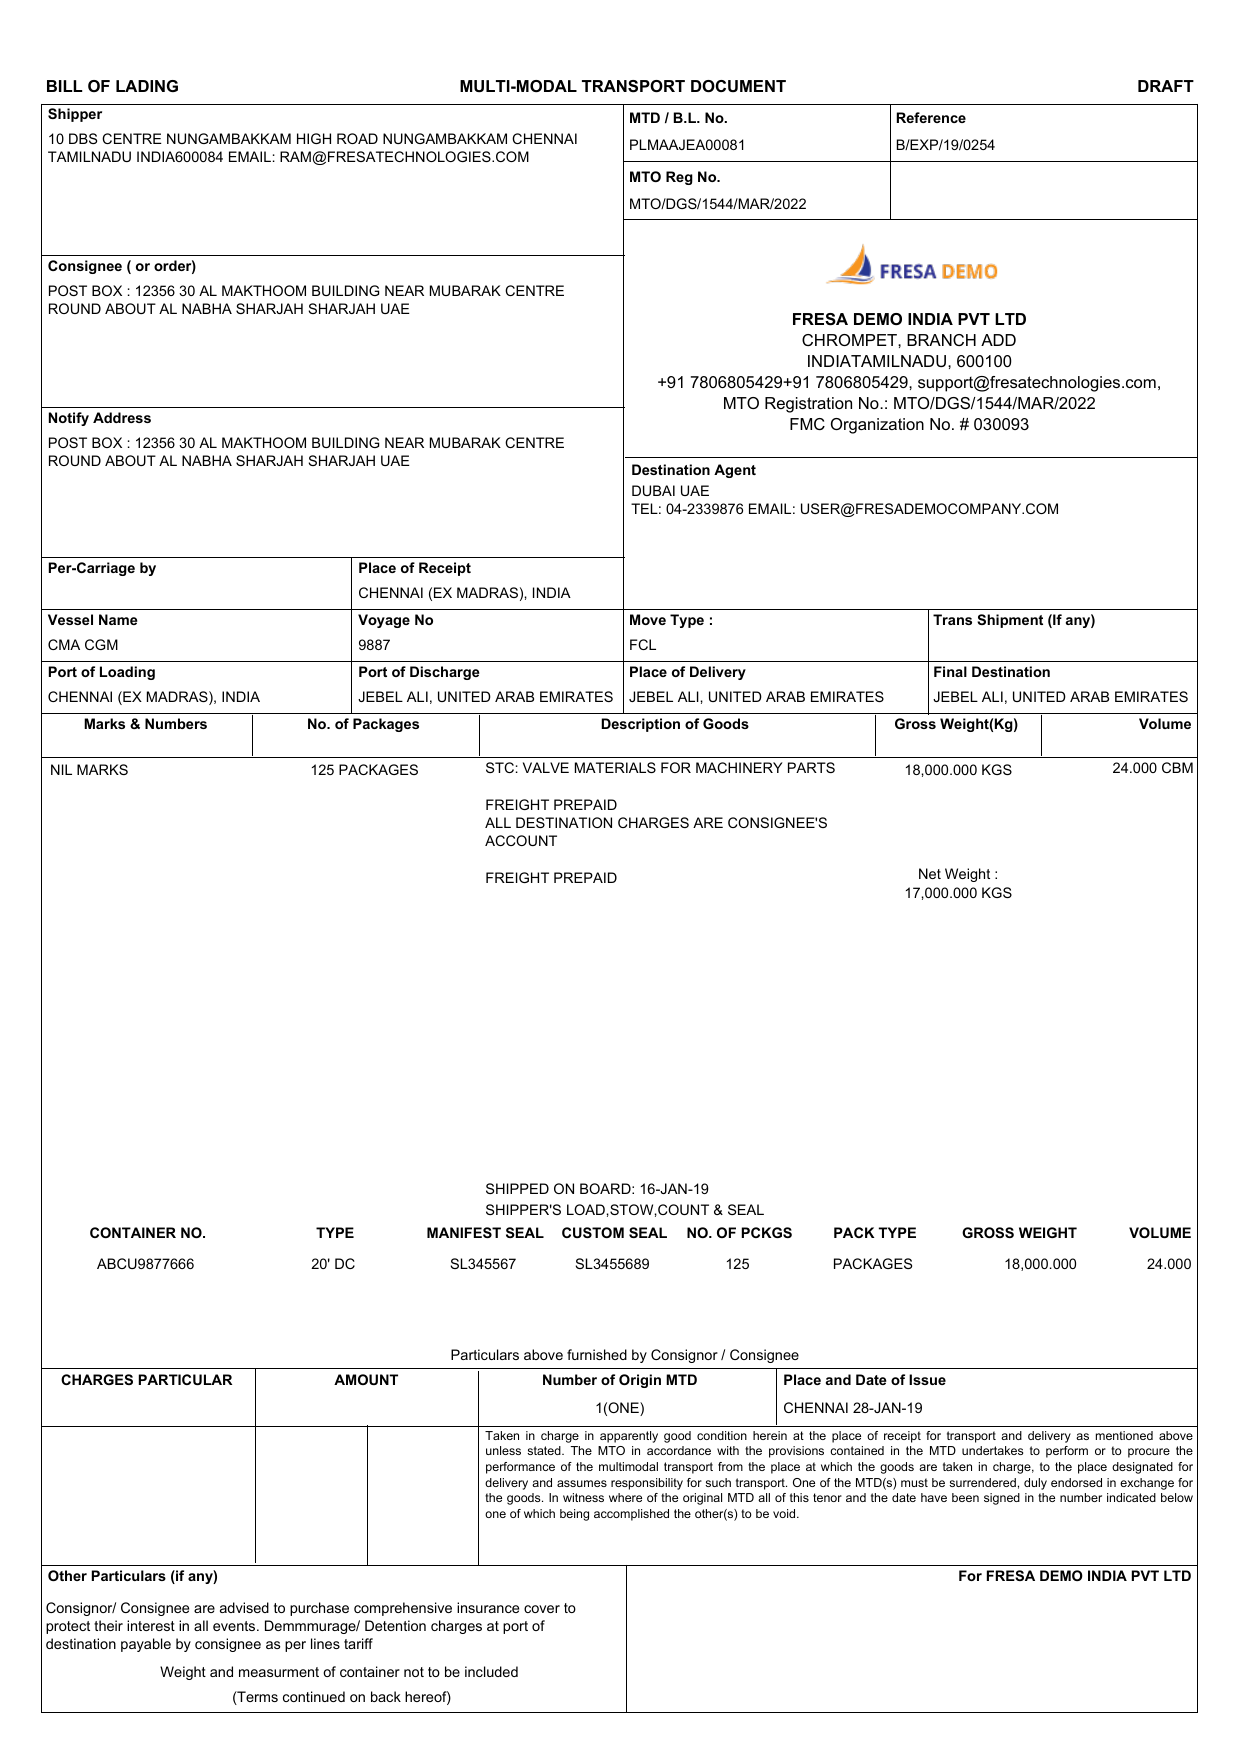 BILL OF LADING MULTI-MODAL TRANSPORT DOCUMENT DRAFT
Shipper
10 DBS CENTRE NUNGAMBAKKAM HIGH ROAD NUNGAMBAKKAM CHENNAI
TAMILNADU INDIA600084 EMAIL: RAM@FRESATECHNOLOGIES.COM
MTD / B.L. No. Reference
PLMAAJEA00081 B/EXP/19/0254
MTO Reg No.
MTO/DGS/1544/MAR/2022
Consignee ( or order)
POST BOX : 12356 30 AL MAKTHOOM BUILDING NEAR MUBARAK CENTRE
ROUND ABOUT AL NABHA SHARJAH SHARJAH UAE
FRESA DEMO
FRESA DEMO INDIA PVT LTD
CHROMPET, BRANCH ADD
INDIATAMILNADU, 600100
+91 7806805429+91 7806805429, support@fresatechnologies.com,
MTO Registration No.: MTO/DGS/1544/MAR/2022
FMC Organization No. # 030093
Notify Address
POST BOX : 12356 30 AL MAKTHOOM BUILDING NEAR MUBARAK CENTRE
ROUND ABOUT AL NABHA SHARJAH SHARJAH UAE
Destination Agent
DUBAI UAE
TEL: 04-2339876 EMAIL: USER@FRESADEMOCOMPANY.COM
Per-Carriage by Place of Receipt
CHENNAI (EX MADRAS), INDIA
Vessel Name Voyage No Move Type : Trans Shipment (If any)
CMA CGM 9887 FCL
Port of Loading Port of Discharge Place of Delivery Final Destination
CHENNAI (EX MADRAS), INDIA JEBEL ALI, UNITED ARAB EMIRATES JEBEL ALI, UNITED ARAB EMIRATES JEBEL ALI, UNITED ARAB EMIRATES
Marks & Numbers No. of Packages Description of Goods Gross Weight(Kg) Volume
NIL MARKS 125 PACKAGES STC: VALVE MATERIALS FOR MACHINERY PARTS 18,000.000 KGS 24.000 CBM
FREIGHT PREPAID
ALL DESTINATION CHARGES ARE CONSIGNEE'S
ACCOUNT
FREIGHT PREPAID Net Weight :
17,000.000 KGS
SHIPPED ON BOARD: 16-JAN-19
SHIPPER'S LOAD,STOW,COUNT & SEAL
CONTAINER NO. TYPE MANIFEST SEAL CUSTOM SEAL NO. OF PCKGS PACK TYPE GROSS WEIGHT VOLUME
ABCU9877666 20' DC SL345567 SL3455689 125 PACKAGES 18,000.000 24.000
Particulars above furnished by Consignor / Consignee
CHARGES PARTICULAR AMOUNT Number of Origin MTD Place and Date of Issue
1(ONE) CHENNAI 28-JAN-19
Taken in charge in apparently good condition herein at the place of receipt for transport and delivery as mentioned above
unless stated. The MTO in accordance with the provisions contained in the MTD undertakes to perform or to procure the
performance of the multimodal transport from the place at which the goods are taken in charge, to the place designated for
delivery and assumes responsibility for such transport. One of the MTD(s) must be surrendered, duly endorsed in exchange for
the goods. In witness where of the original MTD all of this tenor and the date have been signed in the number indicated below
one of which being accomplished the other(s) to be void.
Other Particulars (if any) For FRESA DEMO INDIA PVT LTD
Consignor/ Consignee are advised to purchase comprehensive insurance cover to
protect their interest in all events. Demmmurage/ Detention charges at port of
destination payable by consignee as per lines tariff
Weight and measurment of container not to be included
(Terms continued on back hereof)